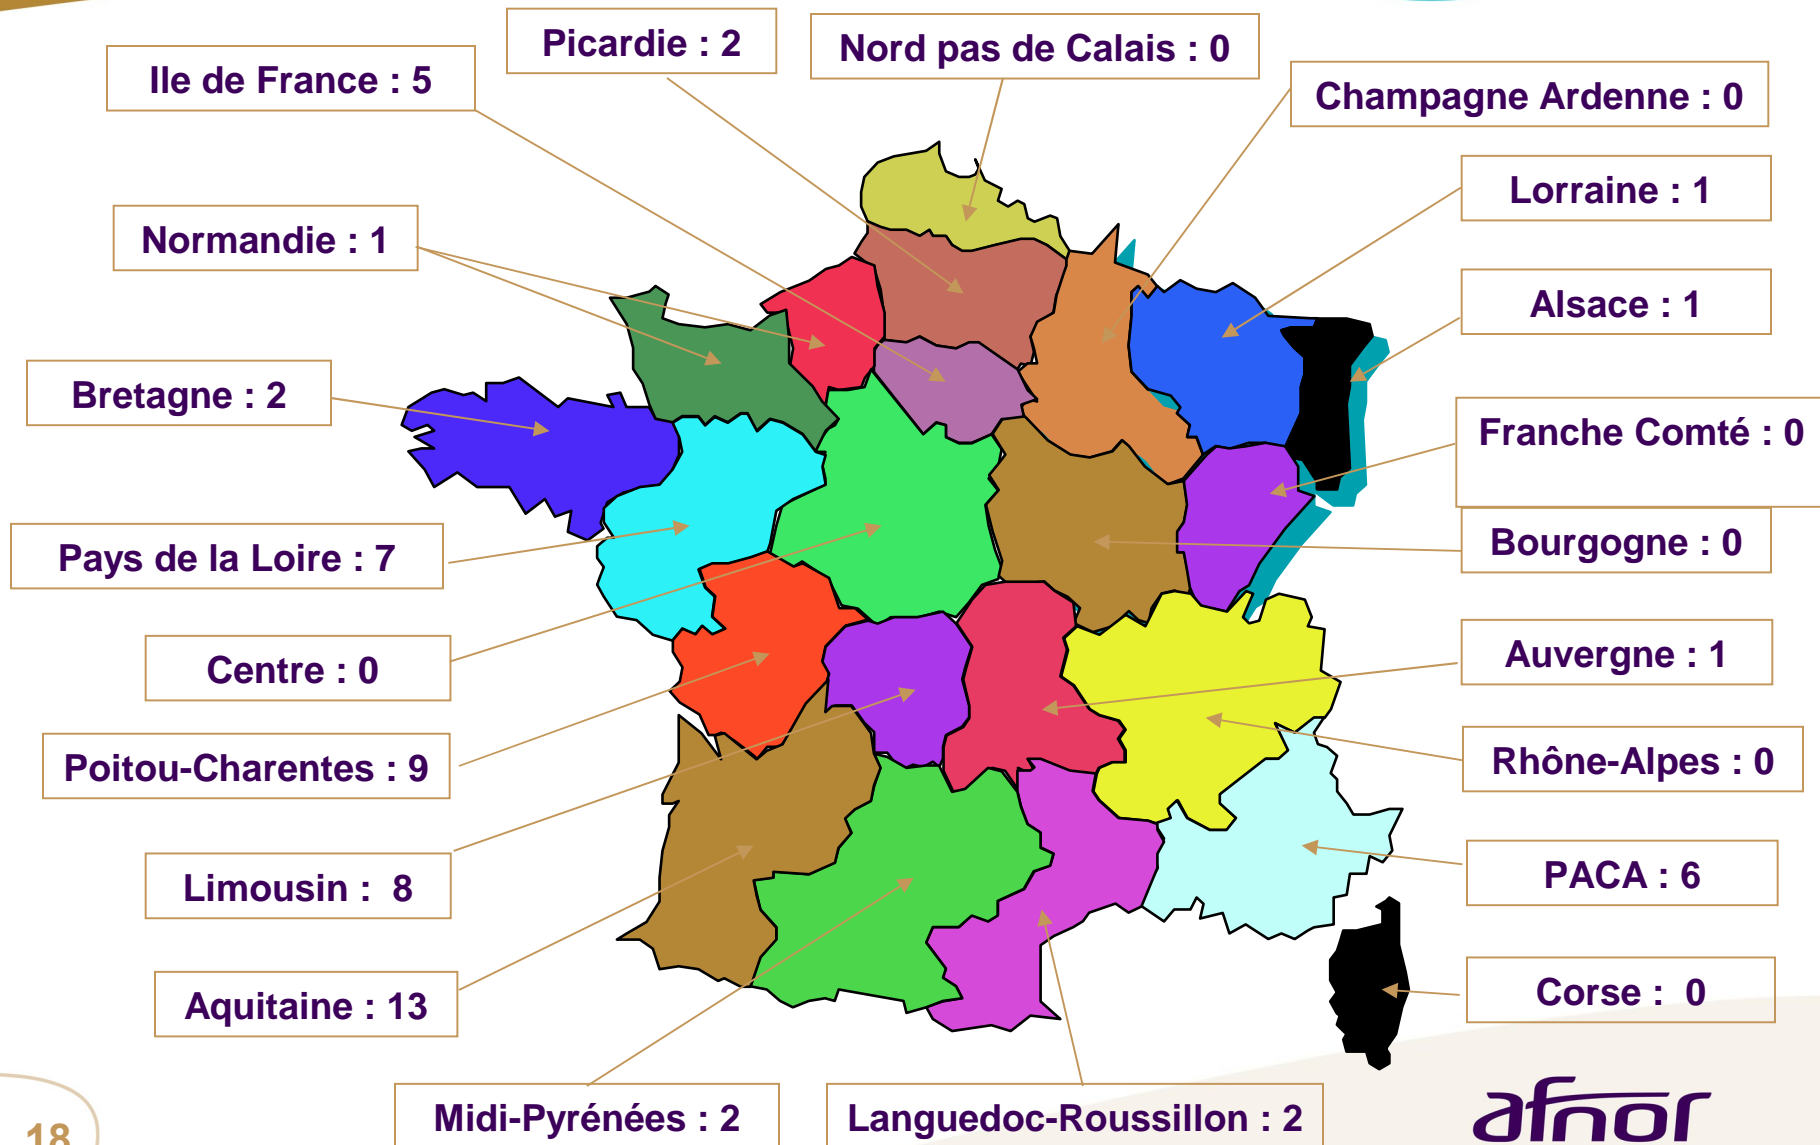 Picardie : 2
Nord pas de Calais : 0
Ile de France : 5
Champagne Ardenne : 0
Lorraine : 1
Normandie : 1
Alsace : 1
Bretagne : 2
Franche Comté : 0
Pays de la Loire : 7
Bourgogne : 0
Centre : 0
Auvergne : 1
Poitou-Charentes : 9
Rhône-Alpes : 0
Limousin :  8
PACA : 6
Aquitaine : 13
Corse :  0
Midi-Pyrénées : 2
Languedoc-Roussillon : 2
afnor
18